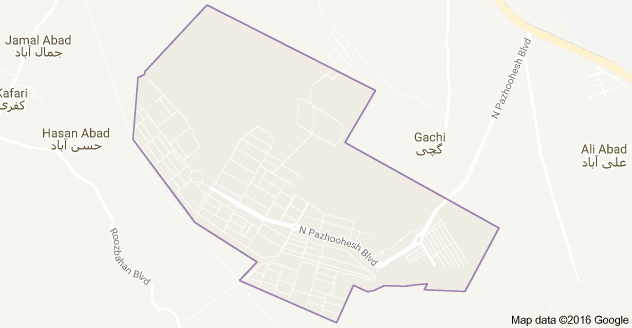 Jamal Abad
جمال آباد
Kafari
کفری
Hasan Abad
حسن آباد
Roozbahan Blvd
N Pazhoohesh Blvd
Gachi
گچی
N Pazhoohesh Blvd
Ali Abad
علی آباد
Map data ©2016 Google